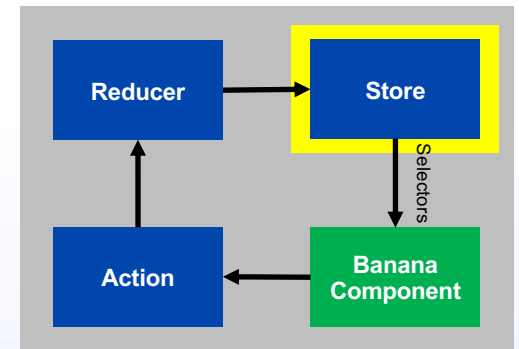 Reducer
Store
Selectors
Action
Banana
Component